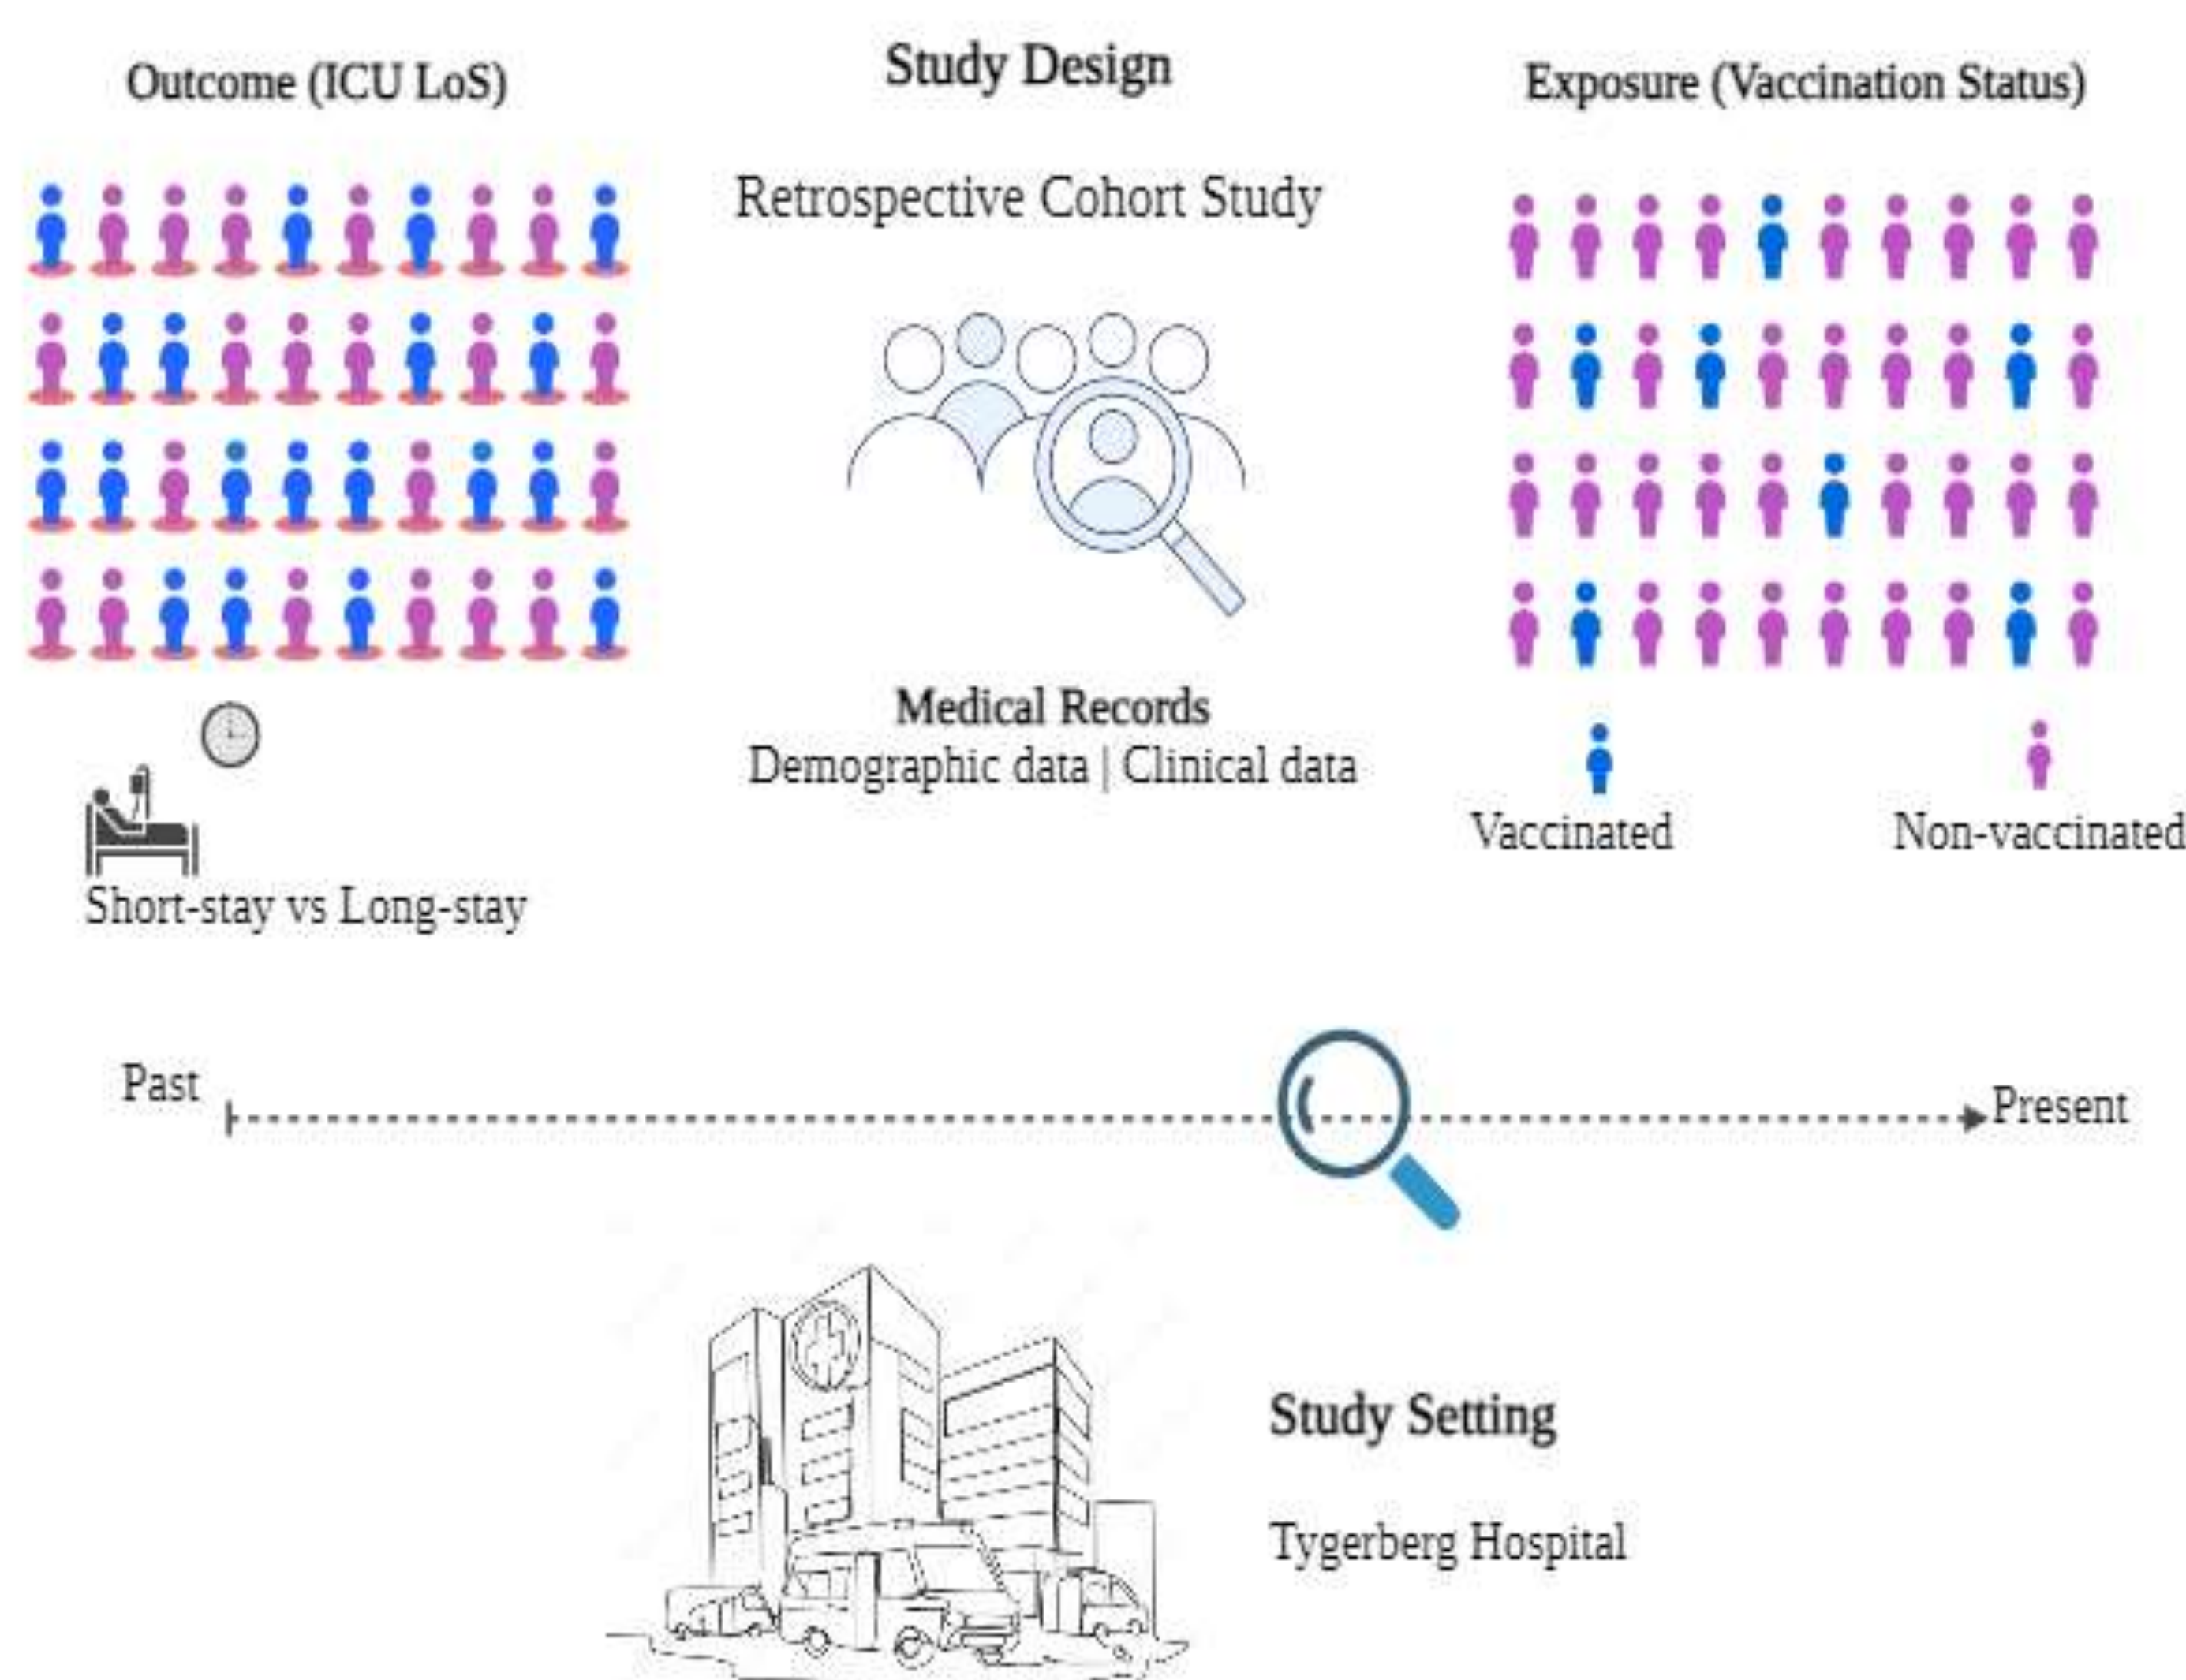 Outcome (ICU LoS)
Study Design
Exposure (Vaccination Status)
Retrospective Cohort Study
Medical Records
Demographic data | Clinical data
Vaccinated
Non-vaccinated
Short-stay vs Long-stay
Past
Present
Study Setting
Tygerberg Hospital